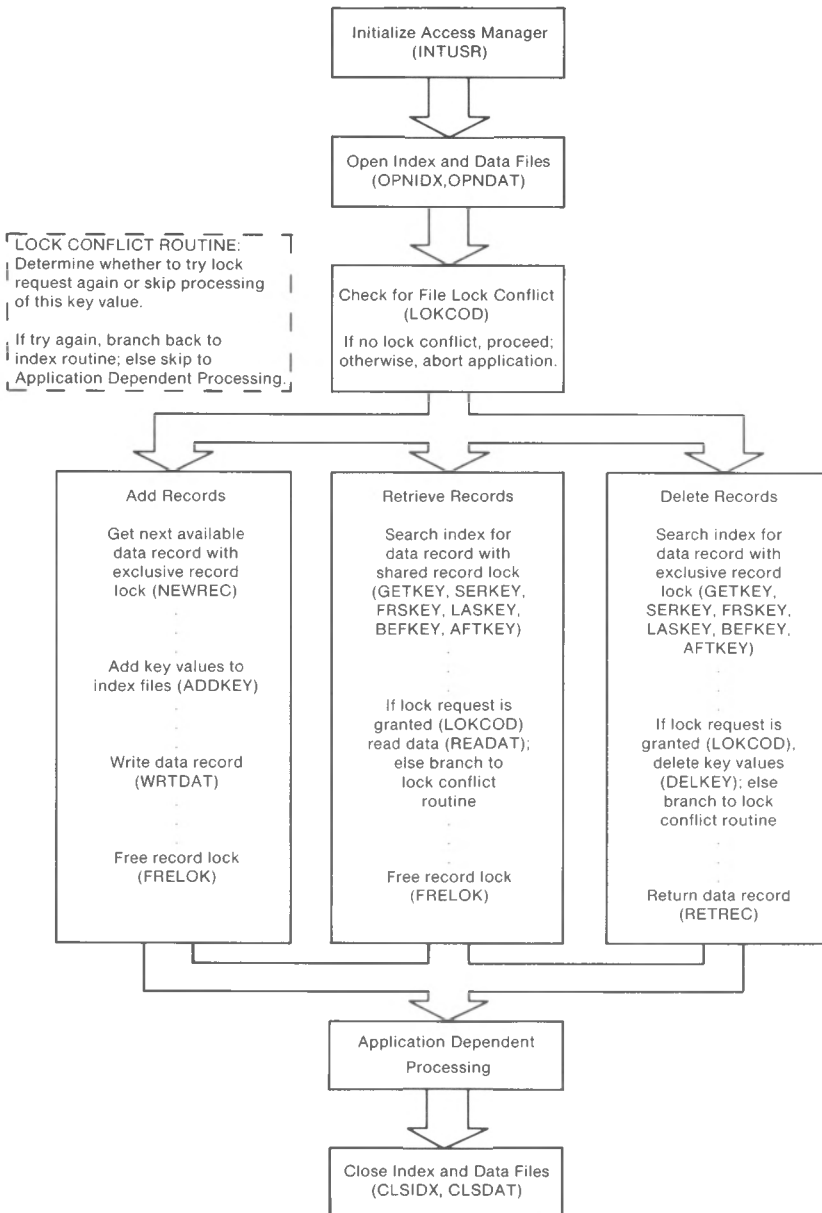 Initialize Access Manager
(INTUSR)
Open Index and Data Files
(OPNIDX,OPNDAT)
LOCK CONFLICT ROUTINE:
Determine whether to try lock
request again or skip processing
of this key value.
If try again, branch back to
index routine; else skip to
Application Dependent Processing.
Check for File Lock Conflict
(LOKCOD)
If no lock conflict, proceed;
otherwise, abort application.
Add Records
Get next available
data record with
exclusive record
lock (NEWREC)
Add key values to
index files (ADDKEY)
Write data record
(WRTDAT)
Free record lock
(FRELOK)
Retrieve Records
Search index for
data record with
shared record lock
(GETKEY, SERKEY,
FRSKEY, LASKEY,
BEFKEY, AFTKEY)
If lock request is
granted (LOKCOD)
read data (READAT);
else branch to
lock conflict
routine
Free record lock
(FRELOK)
Delete Records
Search index for
data record with
exclusive record
lock (GETKEY,
SERKEY, FRSKEY,
LASKEY, BEFKEY,
AFTKEY)
If lock request is
granted (LOKCOD),
delete key values
(DELKEY); else
branch to lock
conflict routine
Return data record
(RETREC)
Application Dependent
Processing
Close Index and Data Files
(CLSIDX, CLSDAT)